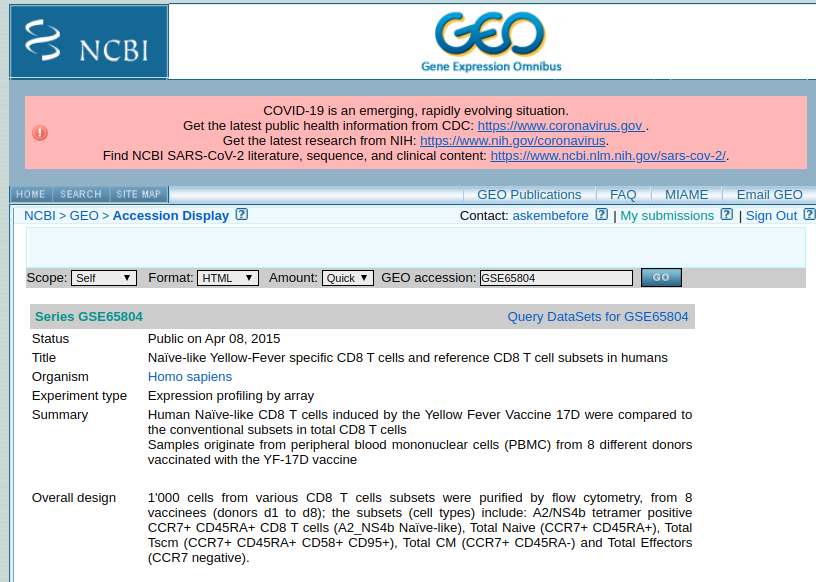 NCBI
GEO
Gene Expression Omnibus
COVID-19 is an emerging, rapidly evolving situation.
Get the latest public health information from CDC: https://www.coronavirus.gov .
Get the latest research from NIH: https://www.nih.gov/coronavirus.
Find NCBI SARS-CoV-2 literature, sequence, and clinical content: https://www.ncbi.nlm.nih.gov/sars-cov-2/.
HOME SEARCH SITE MAP GEO Publications FAQ MIAME Email GEO
NCBI > GEO > Accession Display ? Contact: askembefore ? | My submissions ? | Sign Out ?
Scope: Self Format: HTML Amount: Quick GEO accession: GSE65804 GO
Series GSE65804 Query DataSets for GSE65804
Status Public on Apr 08, 2015
Title Naïve-like Yellow-Fever specific CD8 T cells and reference CD8 T cell subsets in humans
Organism Homo sapiens
Experiment type Expression profiling by array
Summary Human Naïve-like CD8 T cells induced by the Yellow Fever Vaccine 17D were compared to
the conventional subsets in total CD8 T cells
Samples originate from peripheral blood mononuclear cells (PBMC) from 8 different donors
vaccinated with the YF-17D vaccine
Overall design 1'000 cells from various CD8 T cells subsets were purified by flow cytometry, from 8
vaccinees (donors d1 to d8); the subsets (cell types) include: A2/NS4b tetramer positive
CCR7+ CD45RA+ CD8 T cells (A2_NS4b Naïve-like), Total Naive (CCR7+ CD45RA+), Total
Tscm (CCR7+ CD45RA+ CD58+ CD95+), Total CM (CCR7+ CD45RA-) and Total Effectors
(CCR7 negative).